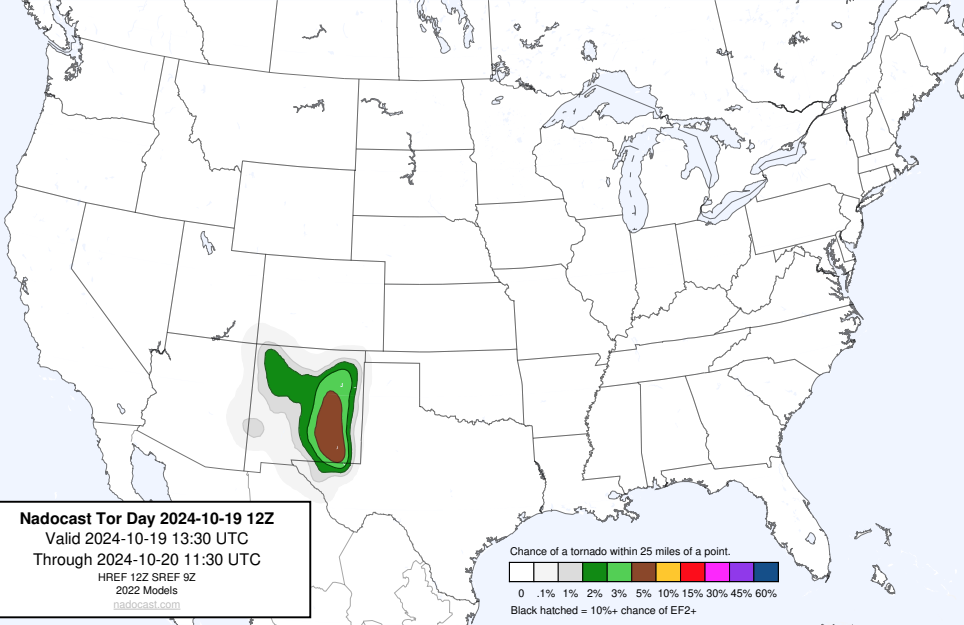 Nadocast Tor Day 2024-10-19 12Z
Valid 2024-10-19 13:30 UTC
Through 2024-10-20 11:30 UTC
HREF 12Z SREF 9Z
2022 Models
nadocast.com
Chance of a tornado within 25 miles of a point.
0 .1% 1% 2% 3% 5% 10% 15% 30% 45% 60%
Black hatched = 10%+ chance of EF2+